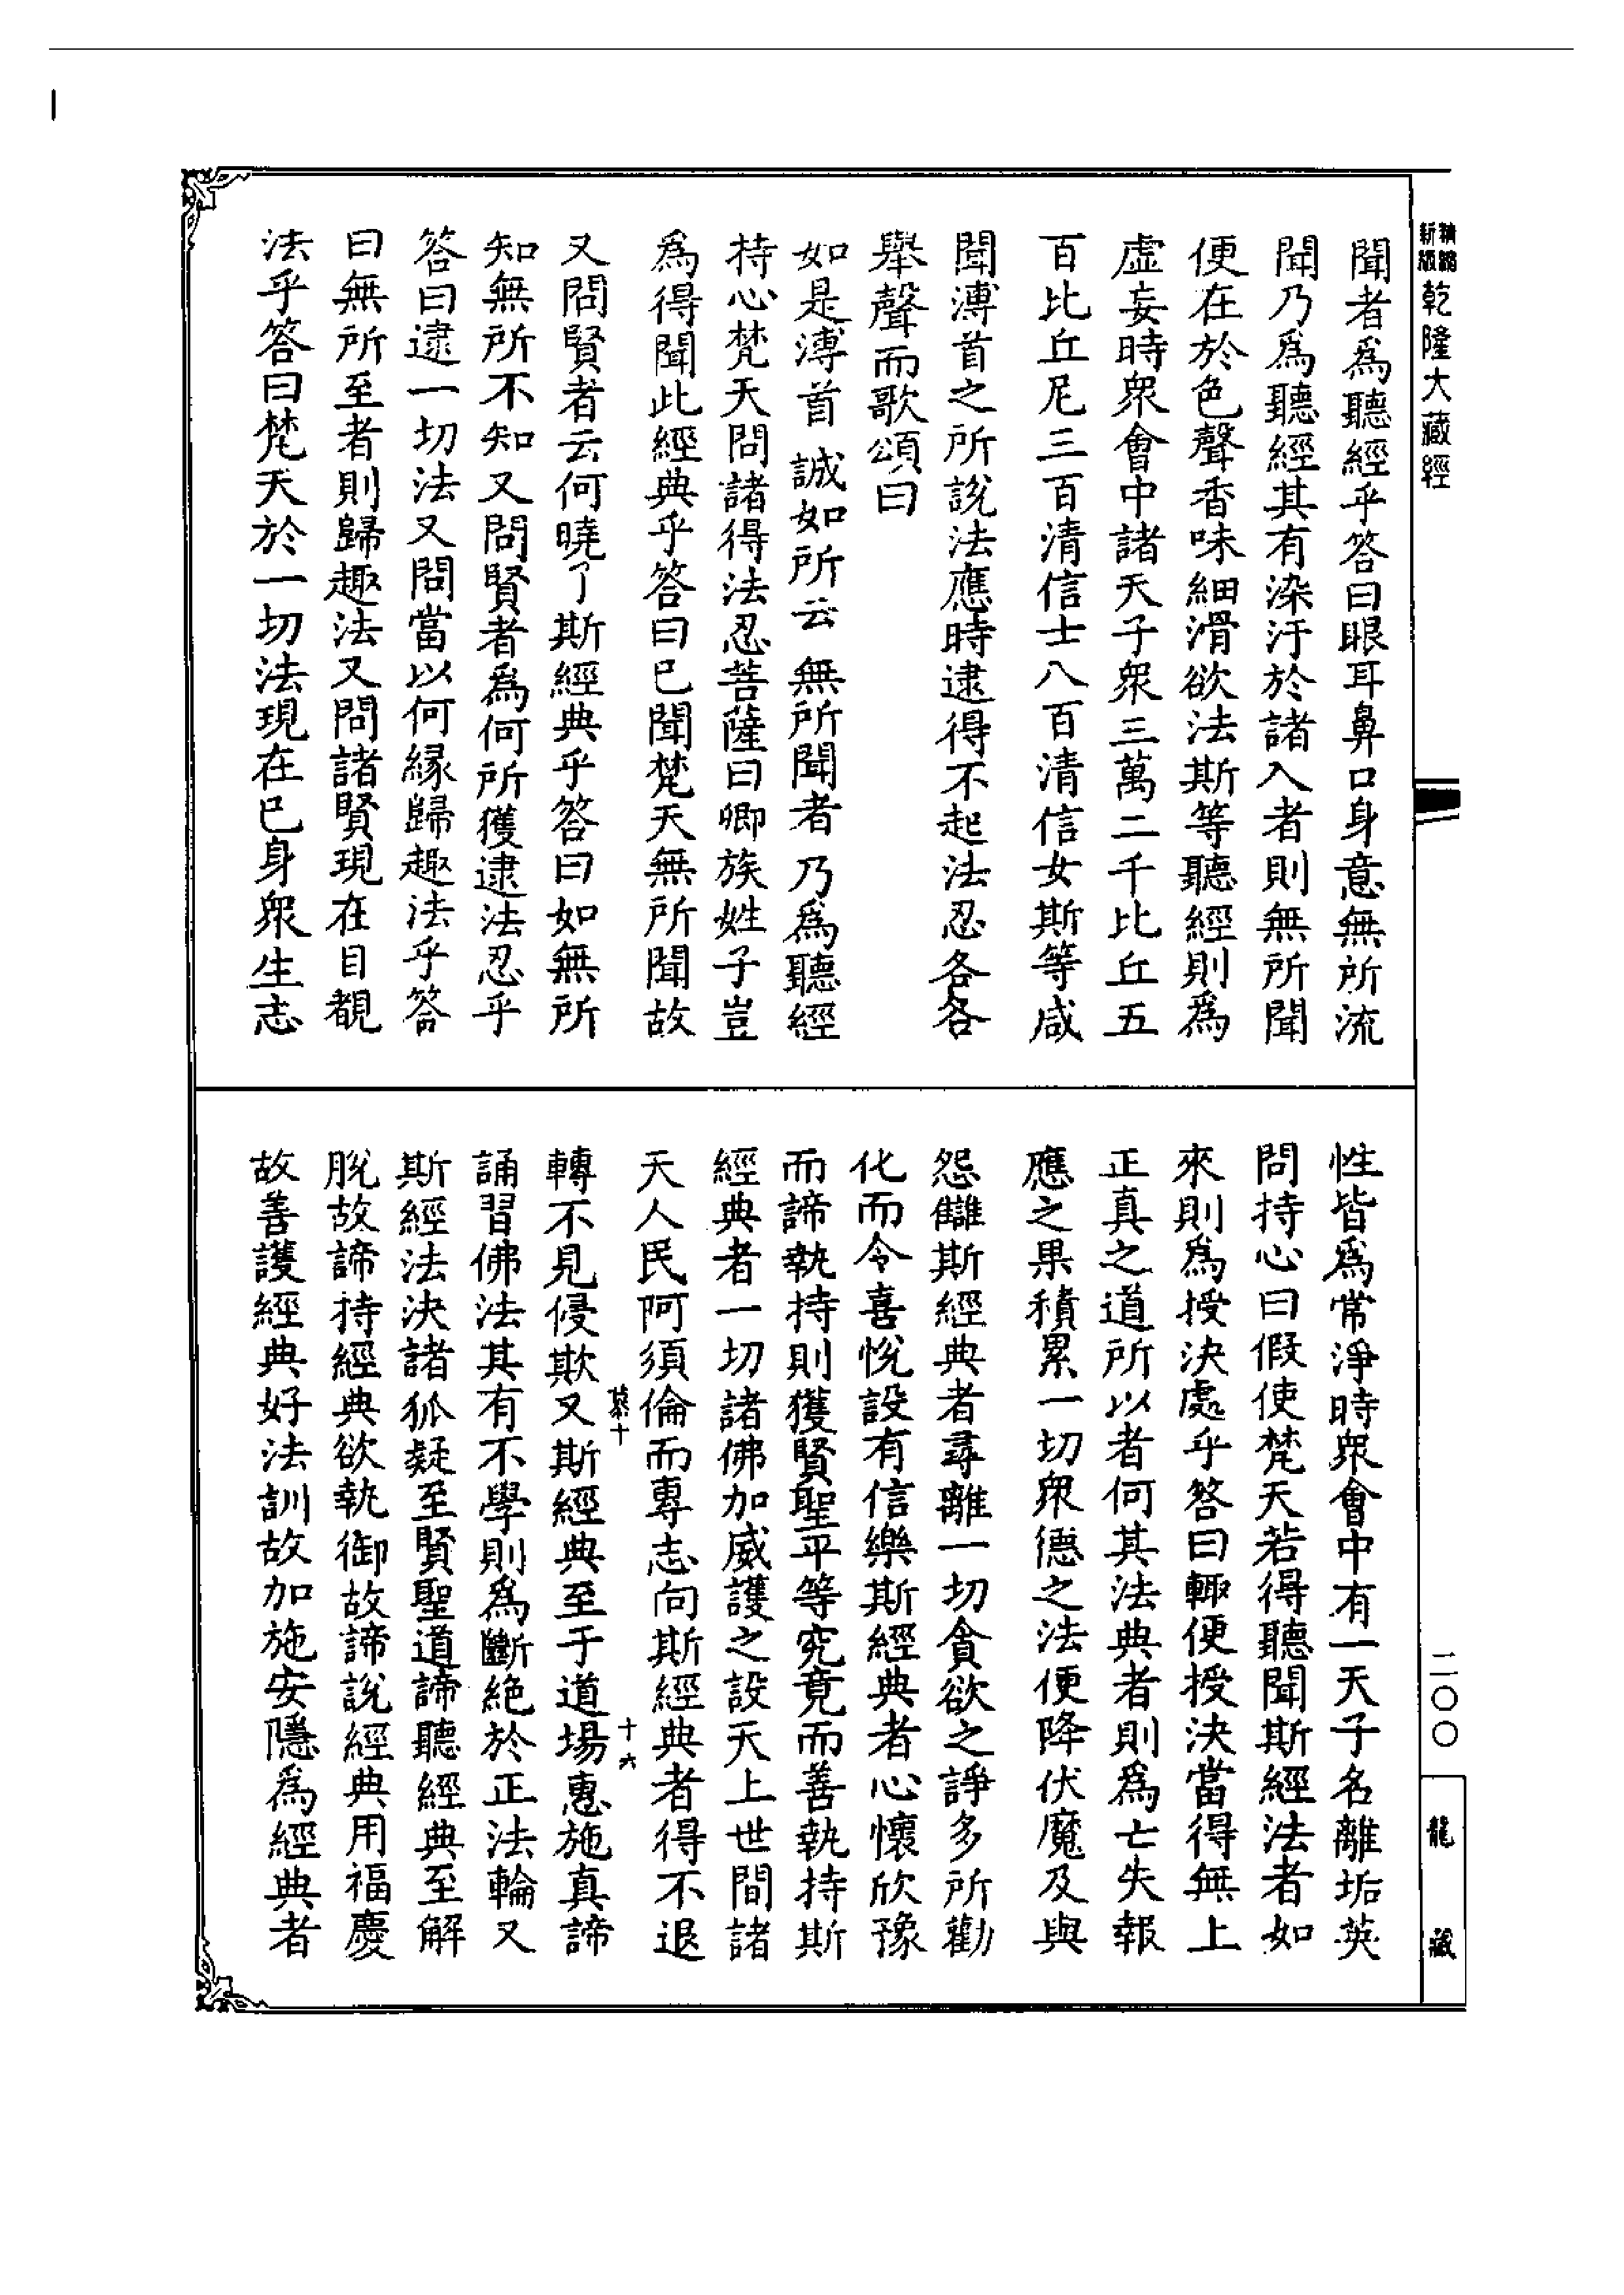 新編縮版乾隆大藏經
聞者爲聽經乎答曰眼耳鼻口身意無所流
聞乃爲聽經其有染汙於諸入者則無所聞
便在於色聲香味細滑欲法斯等聽經則爲
虛妄時衆會中諸天子衆三萬二千比丘五
百比丘尼三百清信士八百清信女斯等咸
聞溥首之所說法應時逮得不起法忍各各
舉聲而歌頌曰
如是溥首 誠如所云 無所聞者 乃爲聽經
持心梵天問諸得法忍菩薩曰卿族姓子豈
爲得聞此經典乎答曰已聞梵天無所聞故
又問賢者云何曉了斯經典乎答曰如無所
知無所不知又問賢者爲何所獲逮法忍乎
答曰逮一切法又問當以何緣歸趣法乎答
曰無所至者則歸趣法又問諸賢現在目覩
法乎答曰梵天於一切法現在已身衆生志
性皆爲常淨時衆會中有一天子名離垢英
問持心曰假使梵天若得聽聞斯經法者如
來則爲授決處乎答曰輙便授決當得無上
正真之道所以者何其法典者則爲亡失報
應之果積累一切衆德之法便降伏魔及與
怨讎斯經典者尋離一切貪欲之諍多所勸
化而令喜悅設有信樂斯經典者心懷欣豫
而諦執持則獲賢聖平等究竟而善執持斯
經典者一切諸佛加威護之設天上世間諸
天人民阿須倫而專志向斯經典者得不退
慕十
十六
轉不見侵欺又斯經典至于道場惠施真諦
誦習佛法其有不學則爲斷絕於正法輪又
斯經法決諸狐疑至賢聖道諦聽經典至解
脫故諦持經典欲執御故諦說經典用福慶
故善護經典好法訓故加施安隱爲經典者
二〇〇
龍藏